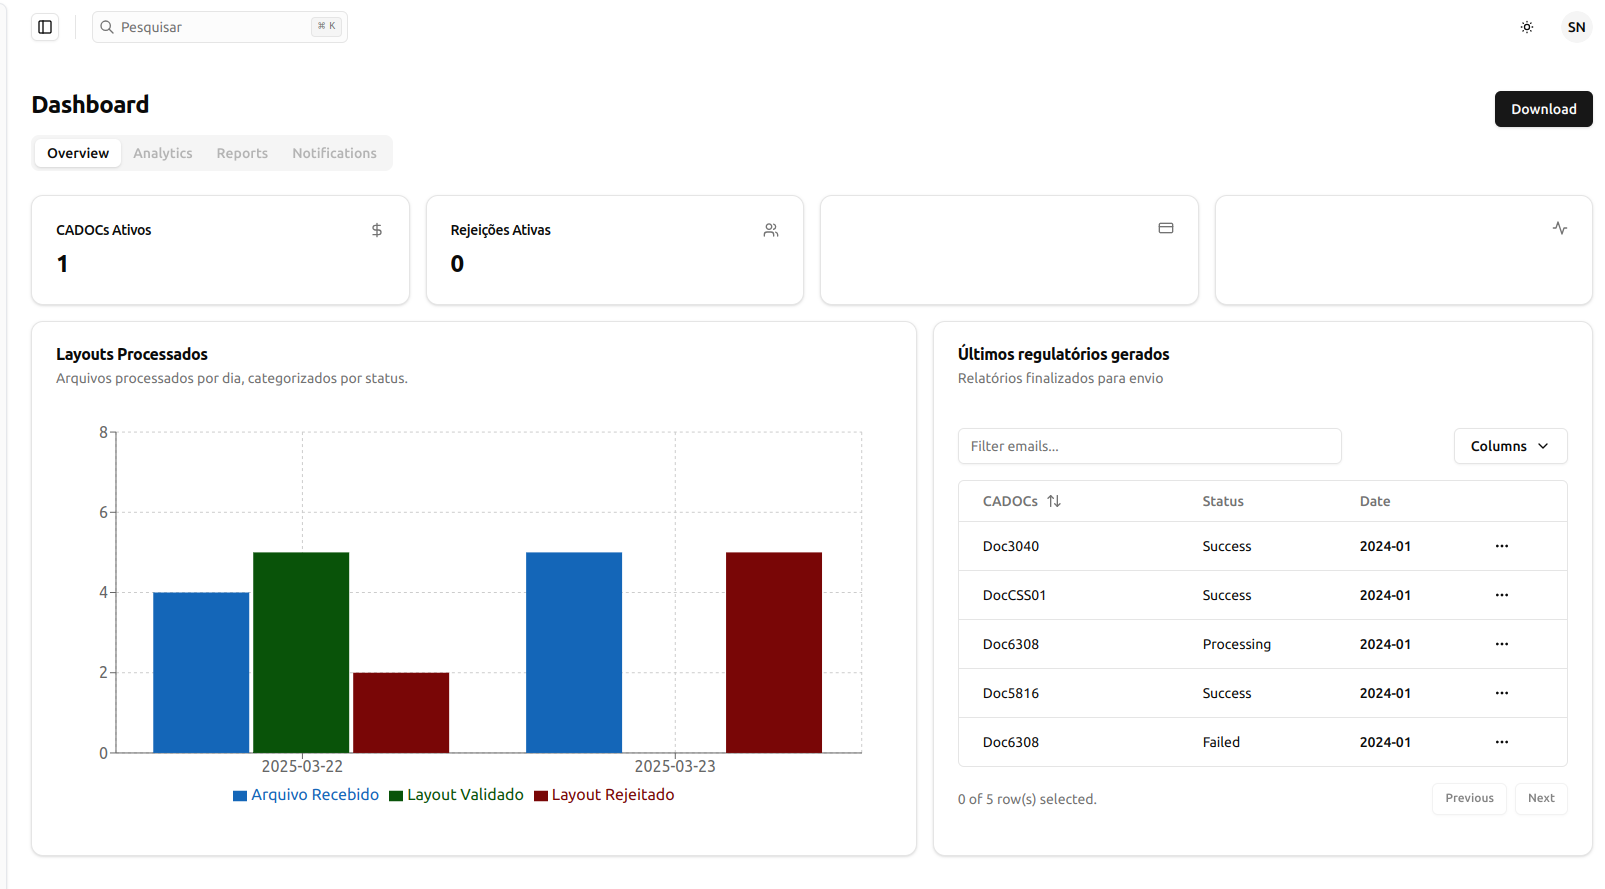 Pesquisar ⌘ K
SN
Dashboard
Download
Overview Analytics Reports Notifications
CADOCs Ativos
1
Rejeições Ativas
0
Layouts Processados
Arquivos processados por dia, categorizados por status.
8
6
4
2
0
2025-03-22 2025-03-23
Arquivo Recebido Layout Validado Layout Rejeitado
Últimos regulatórios gerados
Relatórios finalizados para envio
Filter emails...
Columns
CADOCs Status Date
Doc3040 Success 2024-01
DocCSS01 Success 2024-01
Doc6308 Processing 2024-01
Doc5816 Success 2024-01
Doc6308 Failed 2024-01
0 of 5 row(s) selected.
Previous Next